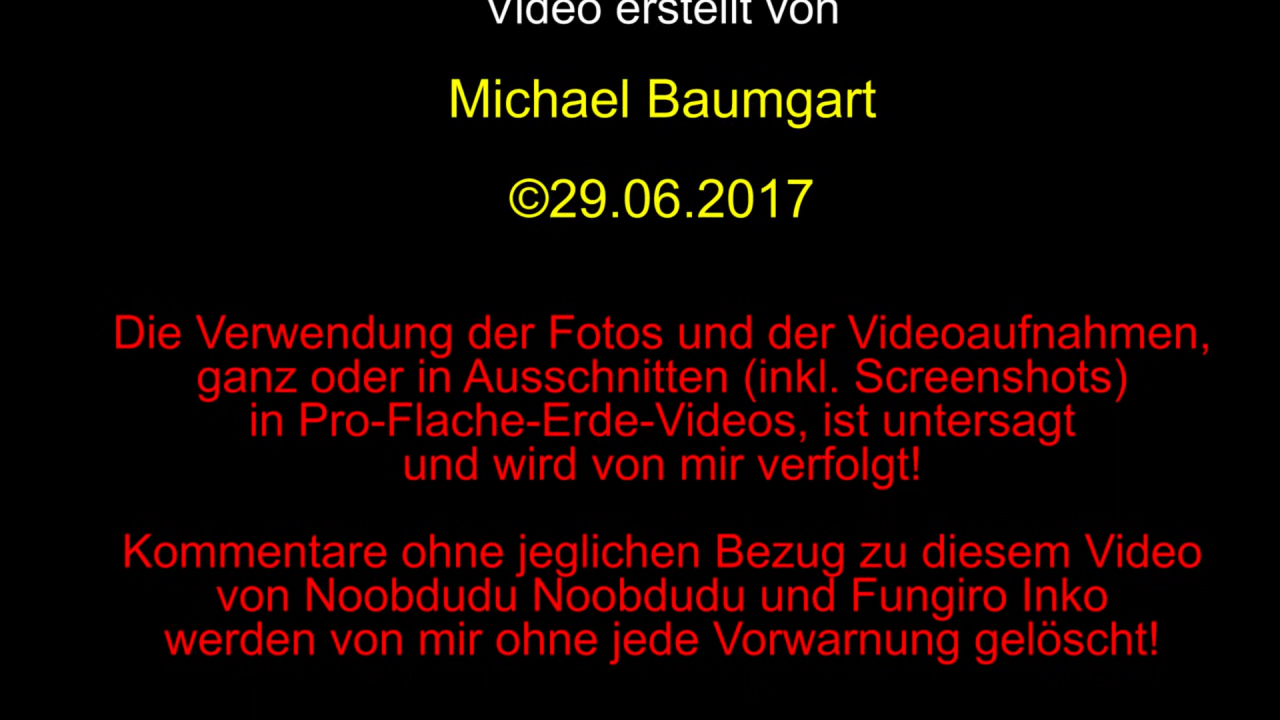 Video erstellt von
Michael Baumgart
©29.06.2017
Die Verwendung der Fotos und der Videoaufnahmen,
ganz oder in Ausschnitten (inkl. Screenshots)
in Pro-Flache-Erde-Videos, ist untersagt
und wird von mir verfolgt!
Kommentare ohne jeglichen Bezug zu diesem Video
von Noobdudu Noobdudu und Fungiro Inko
werden von mir ohne jede Vorwarnung gelöscht!